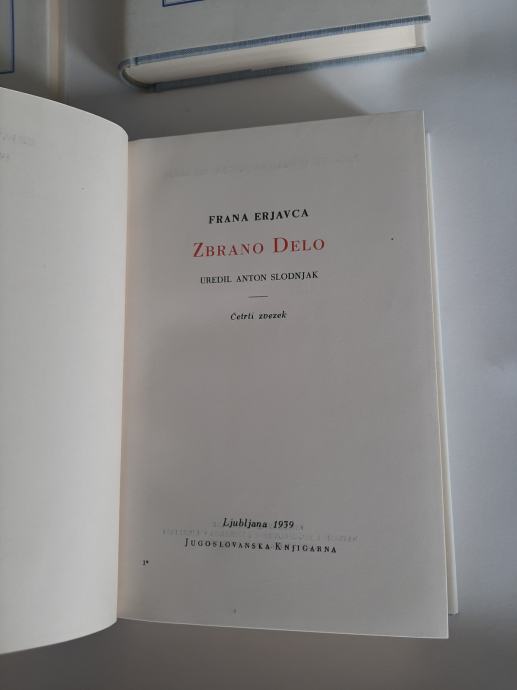 FRANA ERJAVCA
ZBRANO DELO
UREDIL ANTON SLODNJAK
Četrti zvezek
Ljubljana 1939
JUGOSLOVANSKA KNJIGARNA
1*